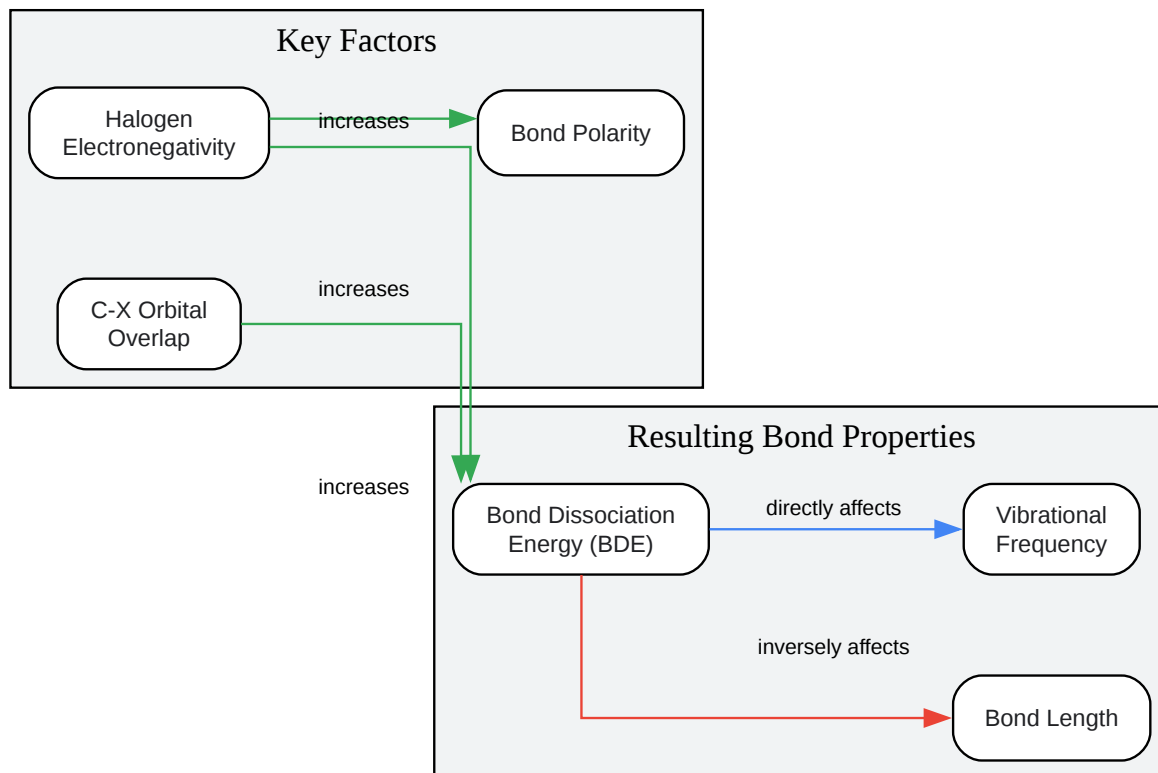 Key Factors
Halogen
Electronegativity
increases
Bond Polarity
increases
C-X Orbital
Overlap
Resulting Bond Properties
increases
Bond Dissociation
Energy (BDE)
directly affects
Vibrational
Frequency
inversely affects
Bond Length